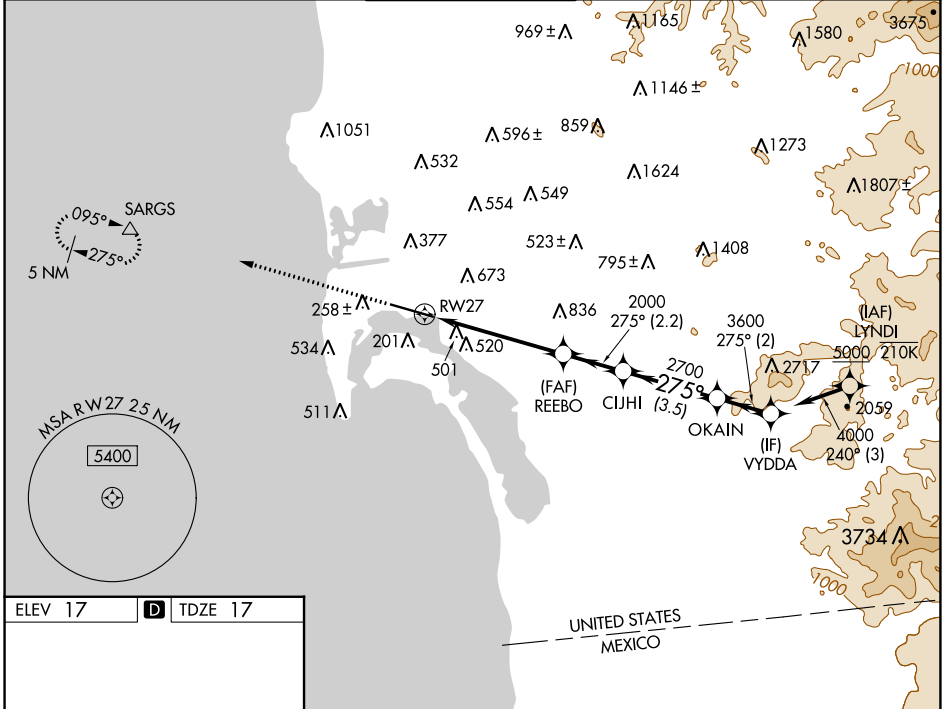 969 ±
1165
1580
3675
1000
1146 ±
1051
596 ±
859
532
1273
1624
1807 ±
549
554
095°
SARGS
275°
5 NM
377
523 ±
1408
795 ±
673
258 ±
RW27
836
2000
275° (2.2)
3600
275° (2)
(IAF)
LYNDI
210K
5000
534
201
520
501
2700
275°
(3.5)
2717
(FAF)
REEBO
CIJHI
OKAIN
(IF)
VYDDA
2059
4000
240° (3)
511
MSA RW27 25 NM
5400
3734
2
1000
ELEV 17
D
TDZE 17
UNITED STATES
MEXICO